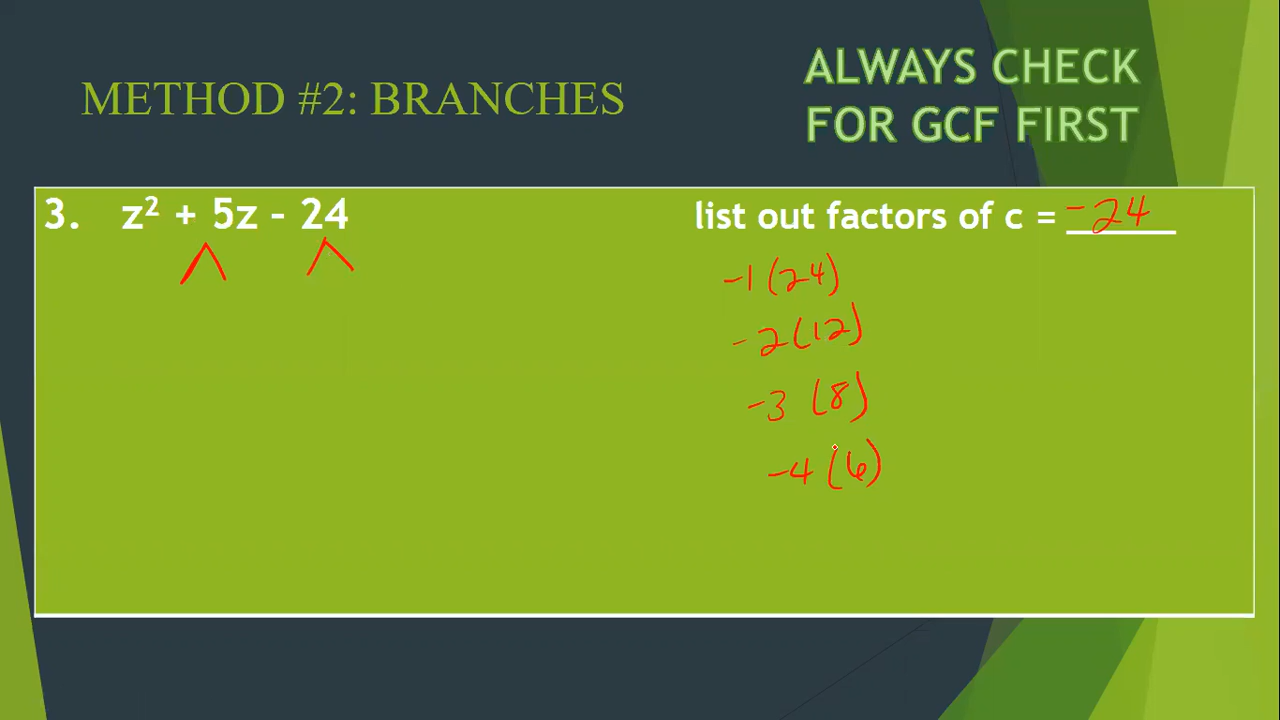 METHOD #2: BRANCHES
ALWAYS CHECK
FOR GCF FIRST
3. z² + 5z - 24
list out factors of c = -24
-1(24)
-2(12)
-3 (8)
-4(6)